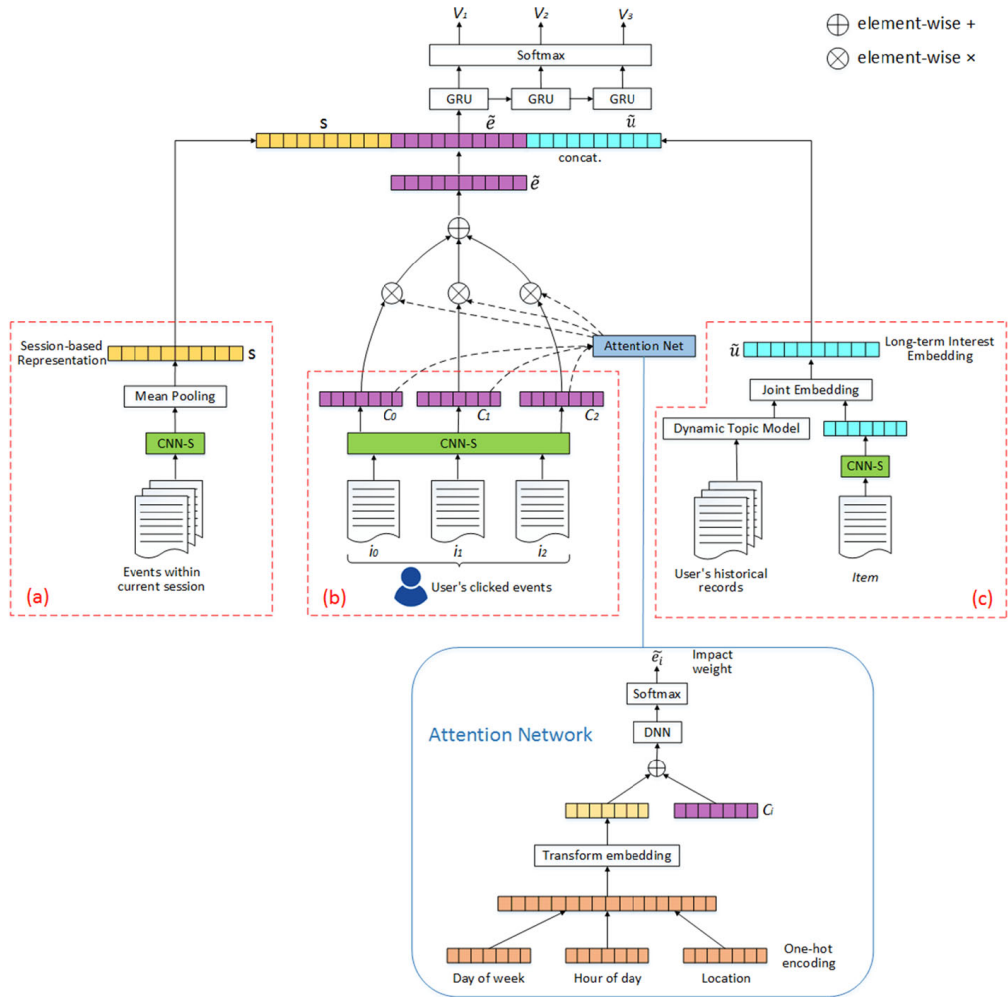 V1 V2 V3
⊕ element-wise +
⊗ element-wise ×
Softmax
GRU GRU GRU
s ẽ ũ
concat.
ẽ
Session-based
Representation
s
Mean Pooling
CNN-S
Events within
current session
(a)
Attention Net
C0 C1 C2
CNN-S
i0 i1 i2
User's clicked events
(b)
ũ
Long-term Interest
Embedding
Joint Embedding
Dynamic Topic Model
CNN-S
User's historical
records
Item
(c)
Attention Network
ẽi
Impact
weight
Softmax
DNN
Ci
Transform embedding
One-hot
encoding
Day of week Hour of day Location